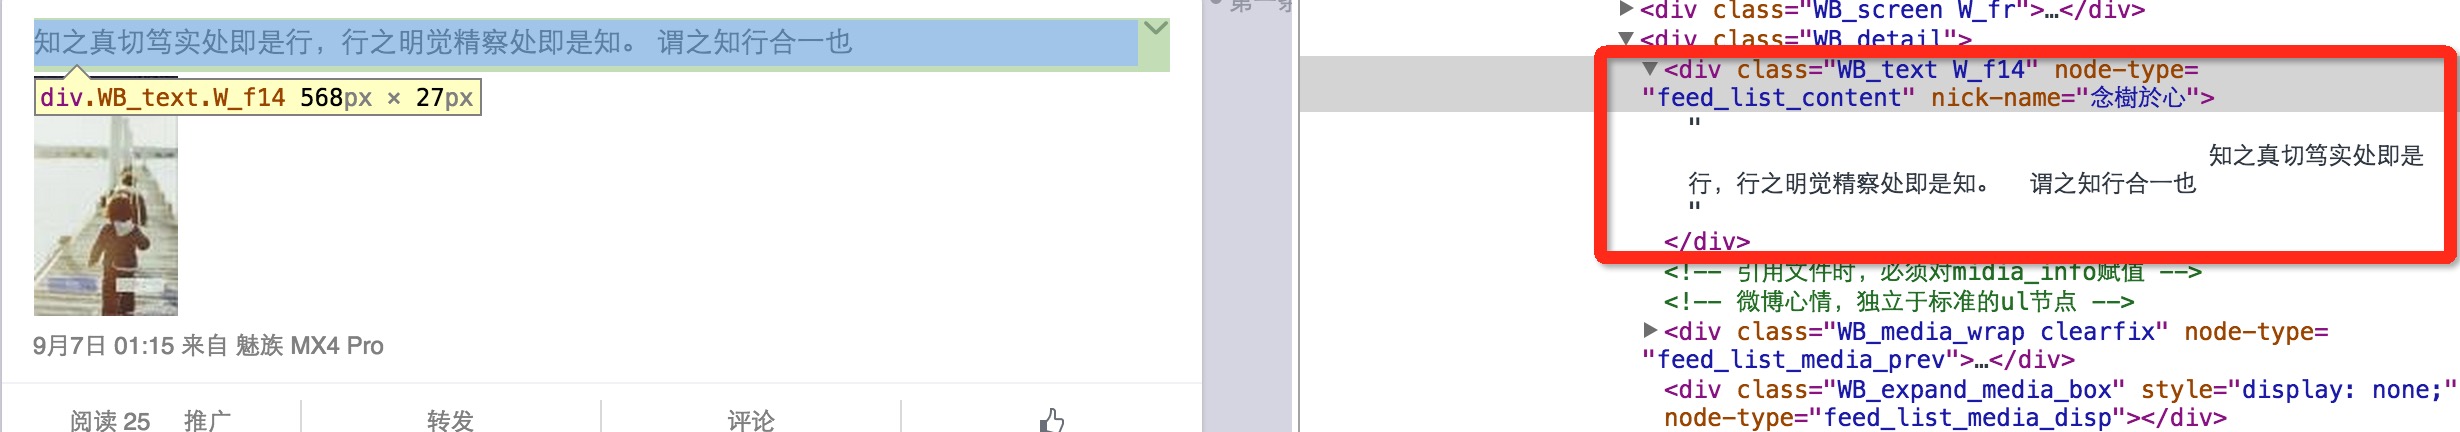 知之真切笃实处即是行，行之明觉精察处即是知。 谓之知行合一也
div.WB_text.W_f14 568px × 27px
9月7日 01:15 来自 魅族 MX4 Pro
阅读 25 推广 转发 评论
第一条
▶<div class="WB_screen W_fr">…</div>
▼<div class="WB_detail">
▼<div class="WB_text W_f14" node-type=
"feed_list_content" nick-name="念樹於心">
"
知之真切笃实处即是
行，行之明觉精察处即是知。 谓之知行合一也
"
</div>
<!-- 引用文件时，必须对midia_info赋值 -->
<!-- 微博心情，独立于标准的ul节点 -->
▶<div class="WB_media_wrap clearfix" node-type=
"feed_list_media_prev">…</div>
<div class="WB_expand_media_box" style="display: none;"
node-type="feed_list_media_disp"></div>